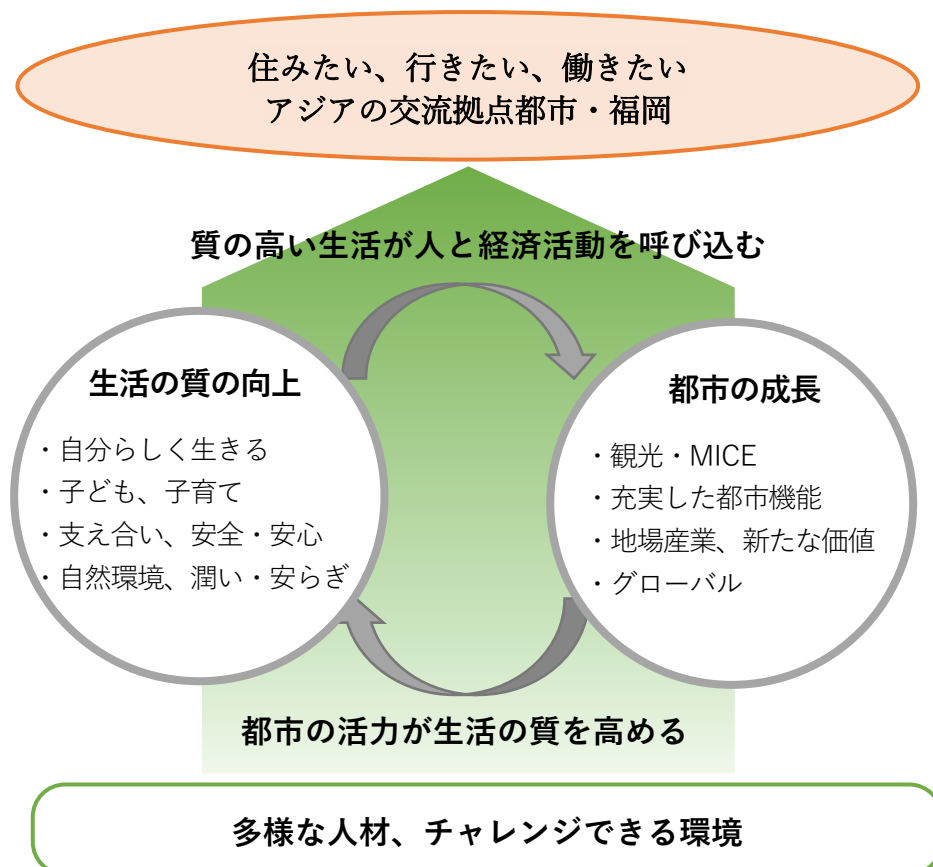 住みたい、行きたい、働きたい
アジアの交流拠点都市・福岡
質の高い生活が人と経済活動を呼び込む
生活の質の向上
・自分らしく生きる
・子ども、子育て
・支え合い、安全・安心
・自然環境、潤い・安らぎ
都市の成長
・観光・MICE
・充実した都市機能
・地場産業、新たな価値
・グローバル
都市の活力が生活の質を高める
多様な人材、チャレンジできる環境